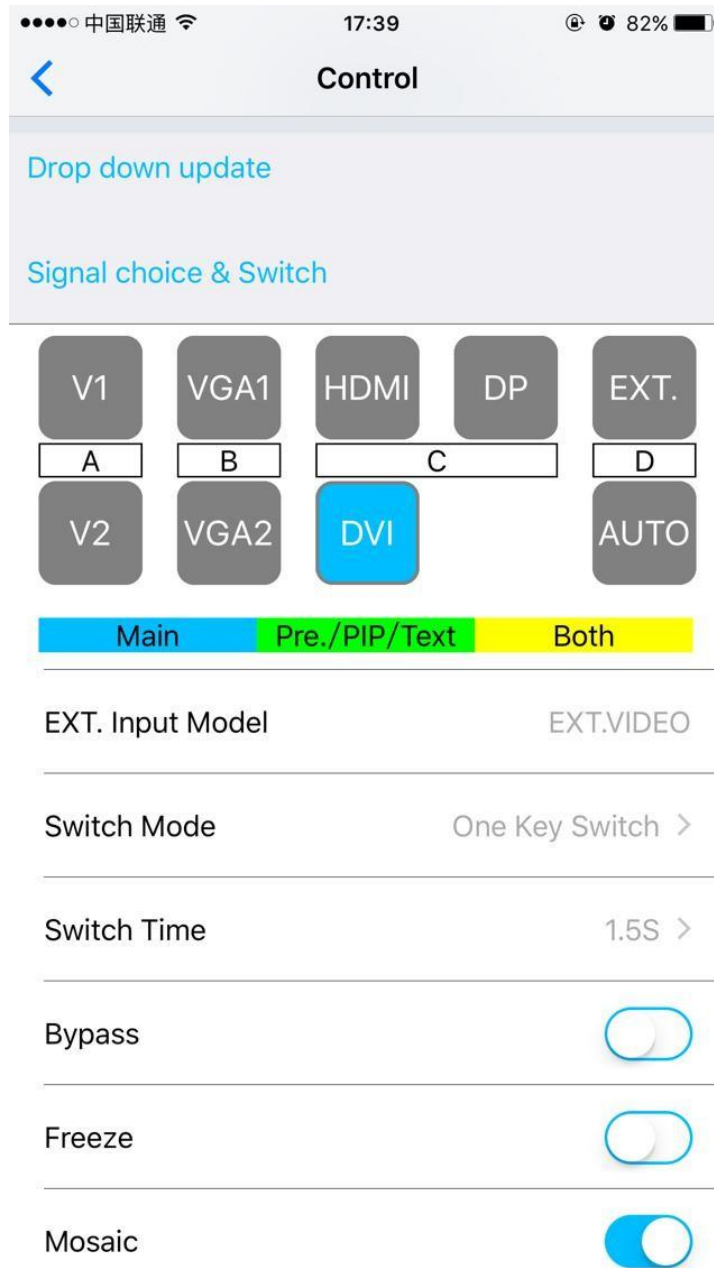 中国联通 17:39 82%
Control
Drop down update
Signal choice & Switch
V1 VGA1 HDMI DP EXT.
A B C D
V2 VGA2 DVI AUTO
Main Pre./PIP/Text Both
EXT. Input Model EXT.VIDEO
Switch Mode One Key Switch >
Switch Time 1.5S >
Bypass
Freeze
Mosaic